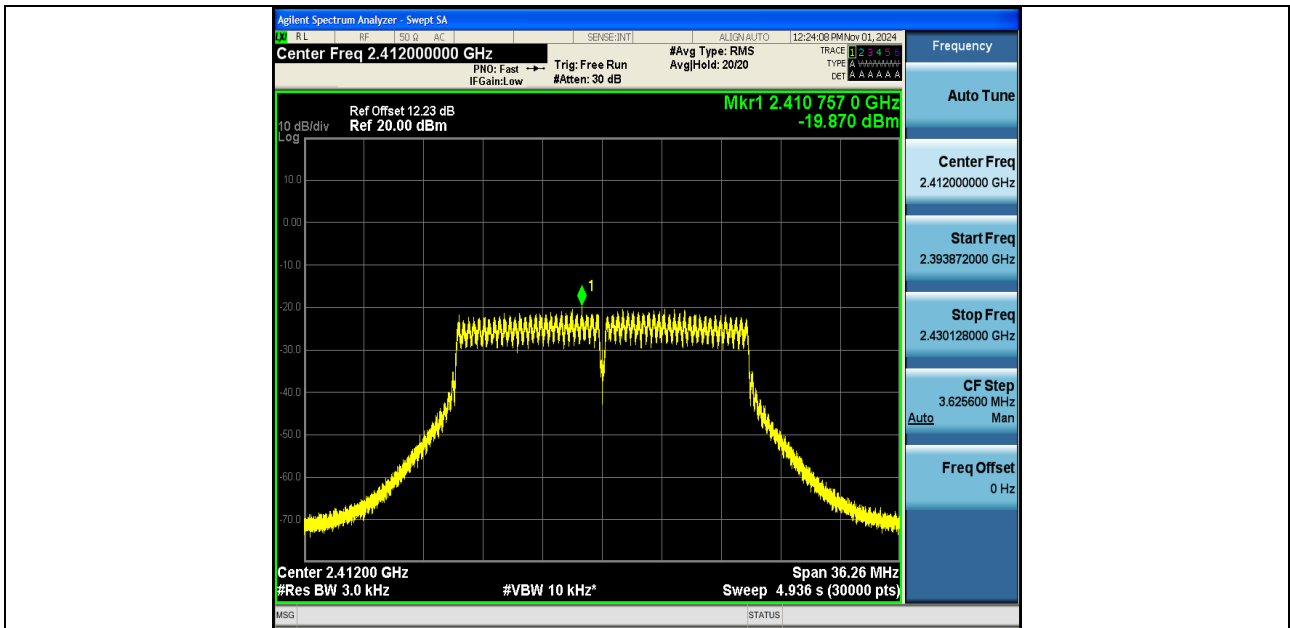 Agilent Spectrum Analyzer - Swept SA
LXI RL RF 50 Ω AC SENSE:INT ALIGN AUTO 12:24:08 PM Nov 01, 2024
Center Freq 2.412000000 GHz
PNO: Fast
IFGain:Low
Trig: Free Run
#Atten: 30 dB
#Avg Type: RMS
Avg|Hold: 20/20
TRACE 1 2 3 4 5 6
TYPE A WWWWW
DET A A A A A A
Mkr1 2.410 757 0 GHz
-19.870 dBm
Ref Offset 12.23 dB
10 dB/div Ref 20.00 dBm
Log
10.0
0.00
-10.0
-20.0
-30.0
-40.0
-50.0
-60.0
-70.0
1
Center 2.41200 GHz Span 36.26 MHz
#Res BW 3.0 kHz #VBW 10 kHz* Sweep 4.936 s (30000 pts)
MSG STATUS
Frequency
Auto Tune
Center Freq
2.412000000 GHz
Start Freq
2.393872000 GHz
Stop Freq
2.430128000 GHz
CF Step
3.625600 MHz
Auto Man
Freq Offset
0 Hz